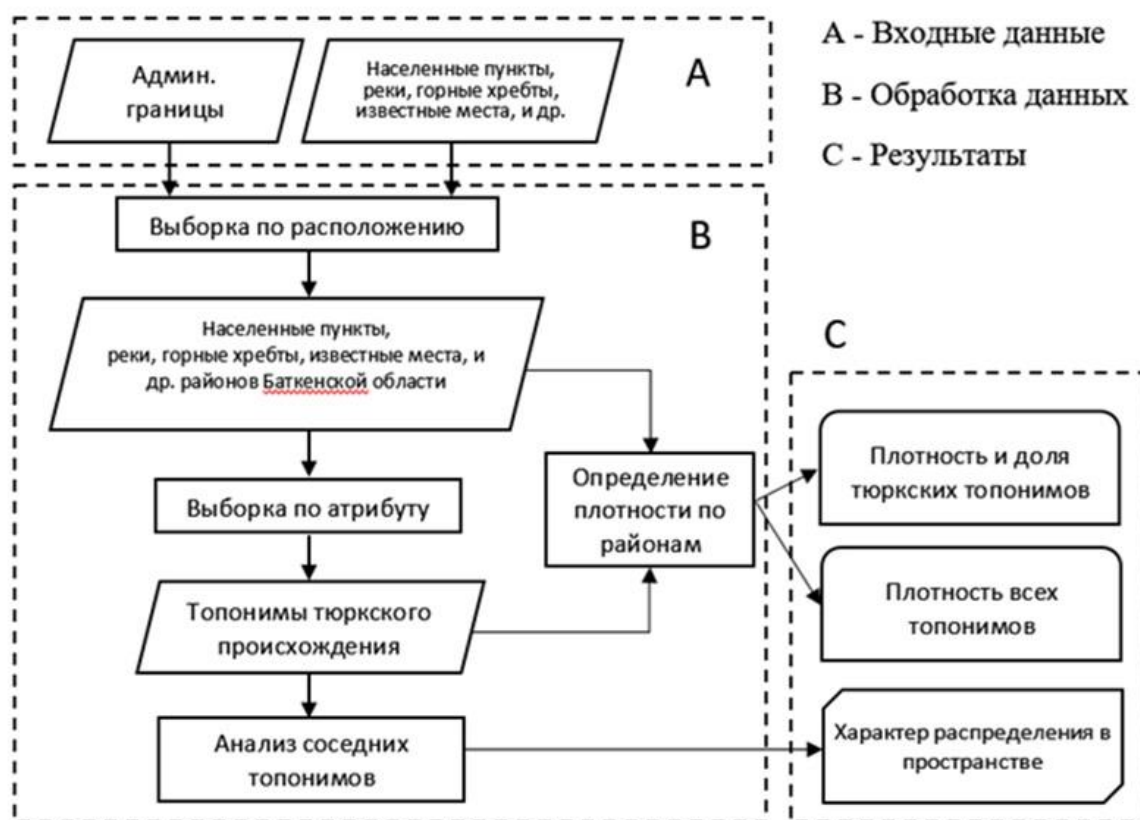 Админ.
границы
Населенные пункты,
реки, горные хребты,
известные места, и др.
A
A - Входные данные
B - Обработка данных
C - Результаты
Выборка по расположению
B
Населенные пункты,
реки, горные хребты, известные места, и
др. районов Баткенской области
Выборка по атрибуту
Определение
плотности по
районам
Топонимы тюркского
происхождения
Анализ соседних
топонимов
C
Плотность и доля
тюркских топонимов
Плотность всех
топонимов
Характер распределения в
пространстве